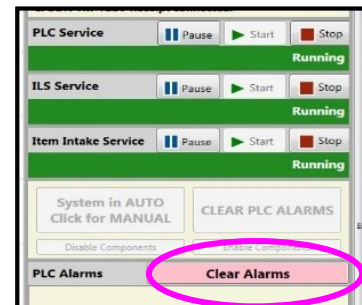 PLC Service Pause Start Stop
Running
ILS Service Pause Start Stop
Running
Item Intake Service Pause Start Stop
Running
System in AUTO
Click for MANUAL
CLEAR PLC ALARMS
Disable Components Enable Components
PLC Alarms Clear Alarms